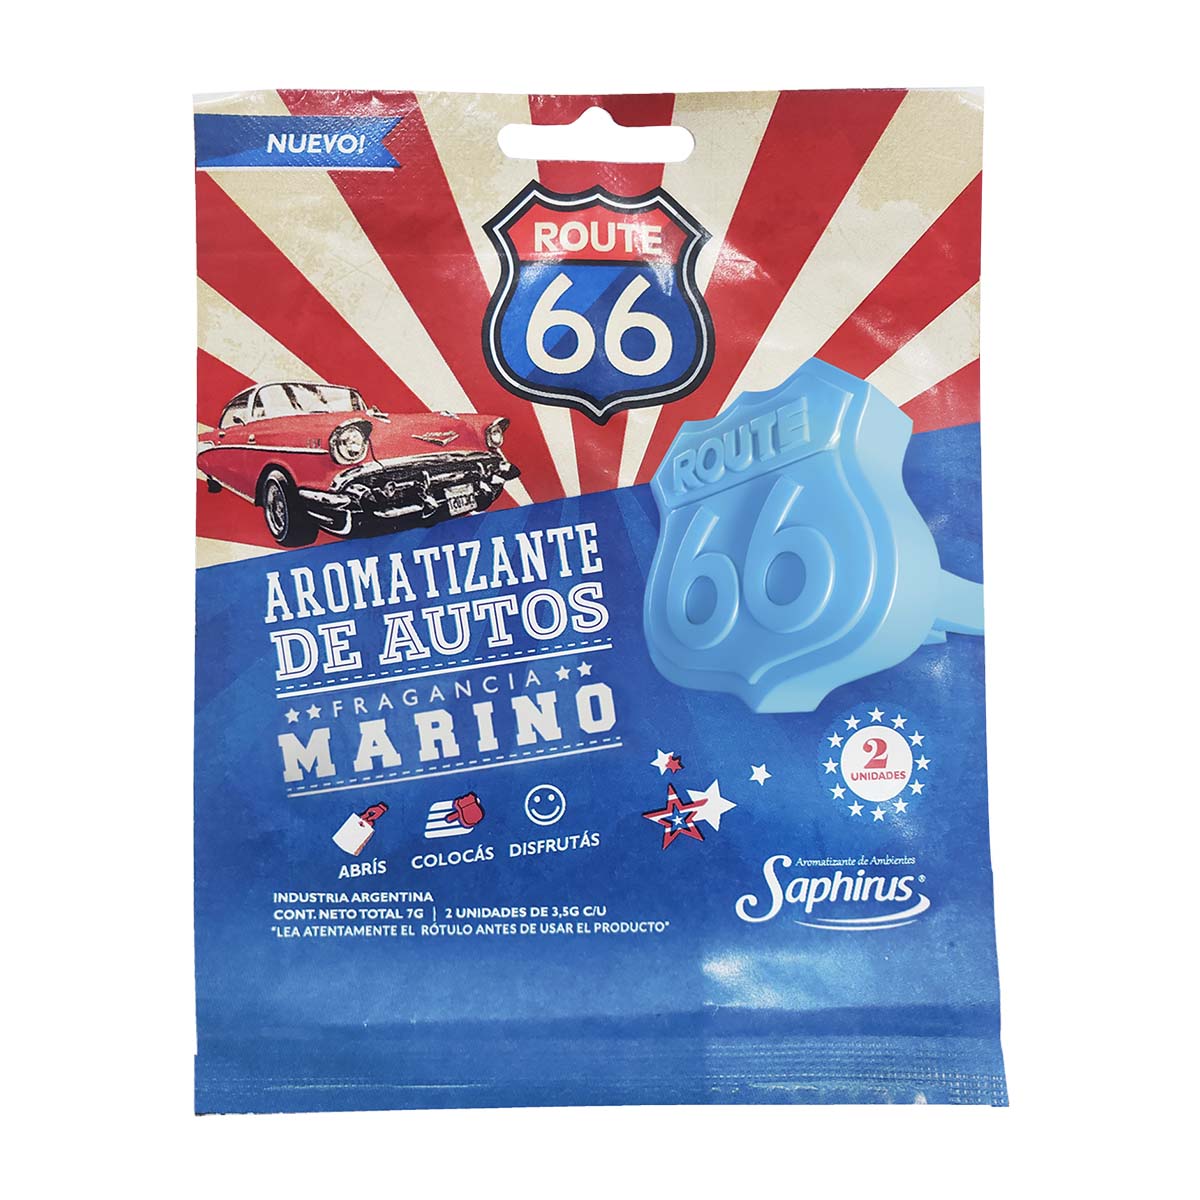 NUEVO!
ROUTE
66
ROUTE
66
AROMATIZANTE
DE AUTOS
FRAGANCIA
MARINO
2
UNIDADES
ABRÍS
COLOCÁS
DISFRUTÁS
Aromatizante de Ambientes
Saphirus®
INDUSTRIA ARGENTINA
CONT. NETO TOTAL 7G | 2 UNIDADES DE 3,5G C/U
"LEA ATENTAMENTE EL RÓTULO ANTES DE USAR EL PRODUCTO"